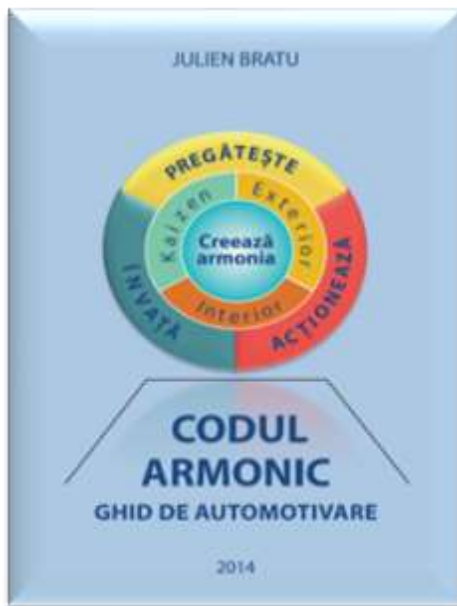 JULIEN BRATU
PREGĂTEȘTE
Kaizen
Exterior
Creează
armonia
Interior
ÎNVAȚĂ
ACȚIONEAZĂ
CODUL
ARMONIC
GHID DE AUTOMOTIVARE
2014